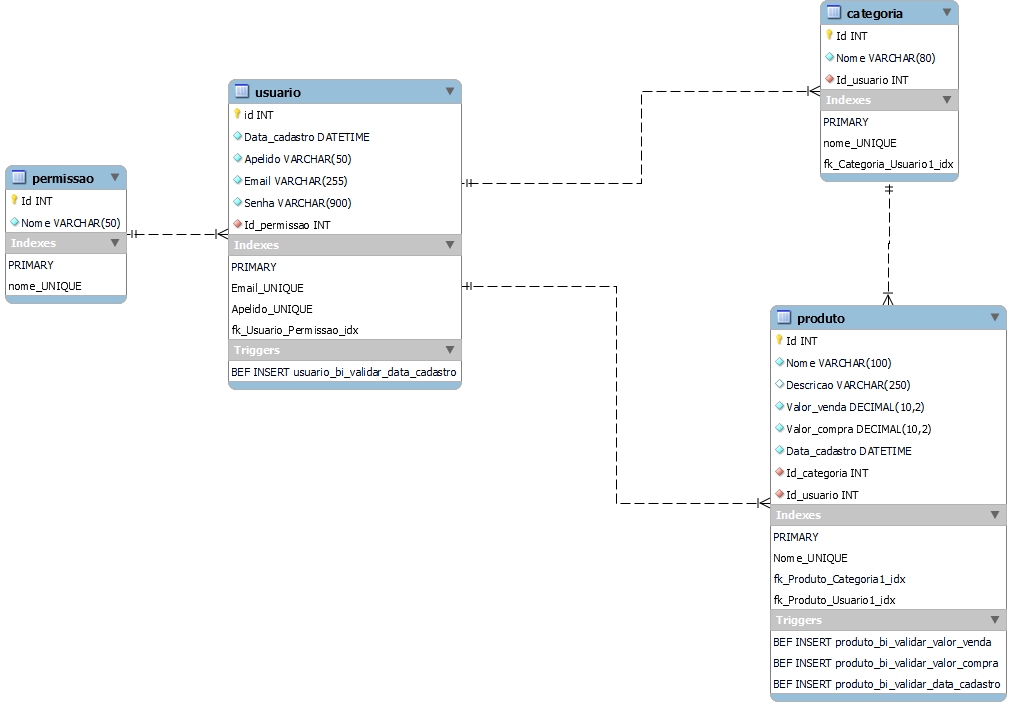 permissao
Id INT
Nome VARCHAR(50)
Indexes
PRIMARY
nome_UNIQUE
usuario
id INT
Data_cadastro DATETIME
Apelido VARCHAR(50)
Email VARCHAR(255)
Senha VARCHAR(900)
Id_permissao INT
Indexes
PRIMARY
Email_UNIQUE
Apelido_UNIQUE
fk_Usuario_Permissao_idx
Triggers
BEF INSERT usuario_bi_validar_data_cadastro
categoria
Id INT
Nome VARCHAR(80)
Id_usuario INT
Indexes
PRIMARY
nome_UNIQUE
fk_Categoria_Usuario1_idx
produto
Id INT
Nome VARCHAR(100)
Descricao VARCHAR(250)
Valor_venda DECIMAL(10,2)
Valor_compra DECIMAL(10,2)
Data_cadastro DATETIME
Id_categoria INT
Id_usuario INT
Indexes
PRIMARY
Nome_UNIQUE
fk_Produto_Categoria1_idx
fk_Produto_Usuario1_idx
Triggers
BEF INSERT produto_bi_validar_valor_venda
BEF INSERT produto_bi_validar_valor_compra
BEF INSERT produto_bi_validar_data_cadastro